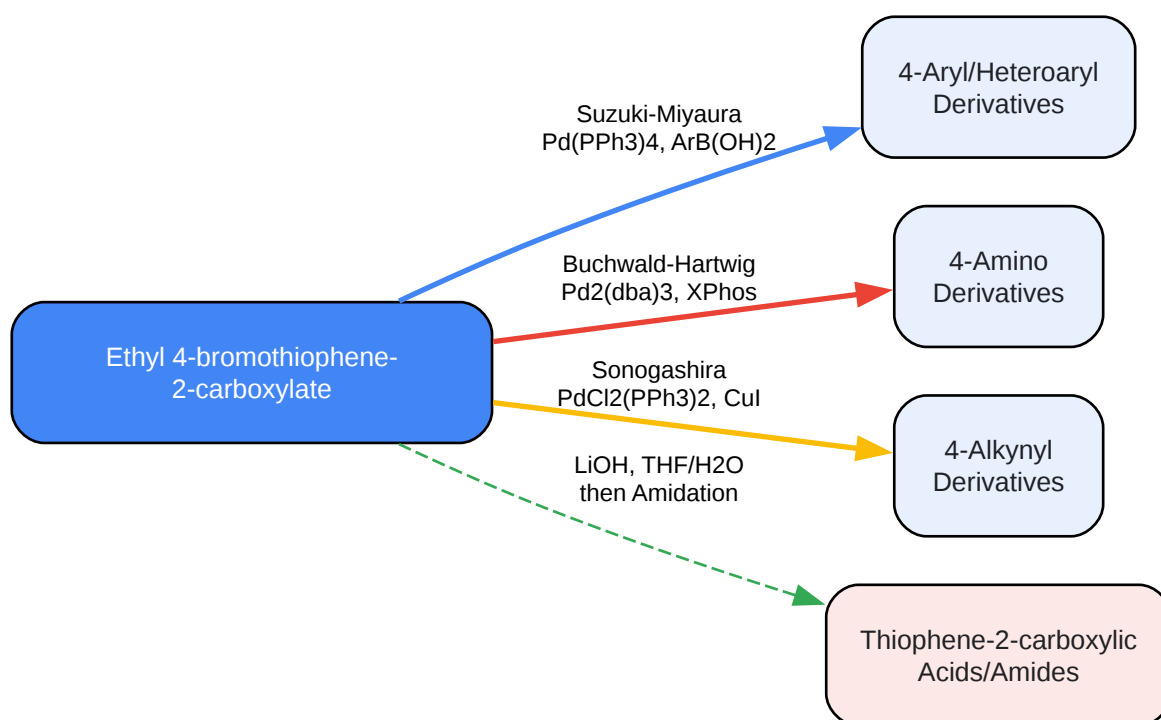 4-Aryl/Heteroaryl
Derivatives
Suzuki-Miyaura
Pd(PPh3)4, ArB(OH)2
Buchwald-Hartwig
Pd2(dba)3, XPhos
4-Amino
Derivatives
Ethyl 4-bromothiophene-
2-carboxylate
Sonogashira
PdCl2(PPh3)2, CuI
4-Alkynyl
Derivatives
LiOH, THF/H2O
then Amidation
Thiophene-2-carboxylic
Acids/Amides